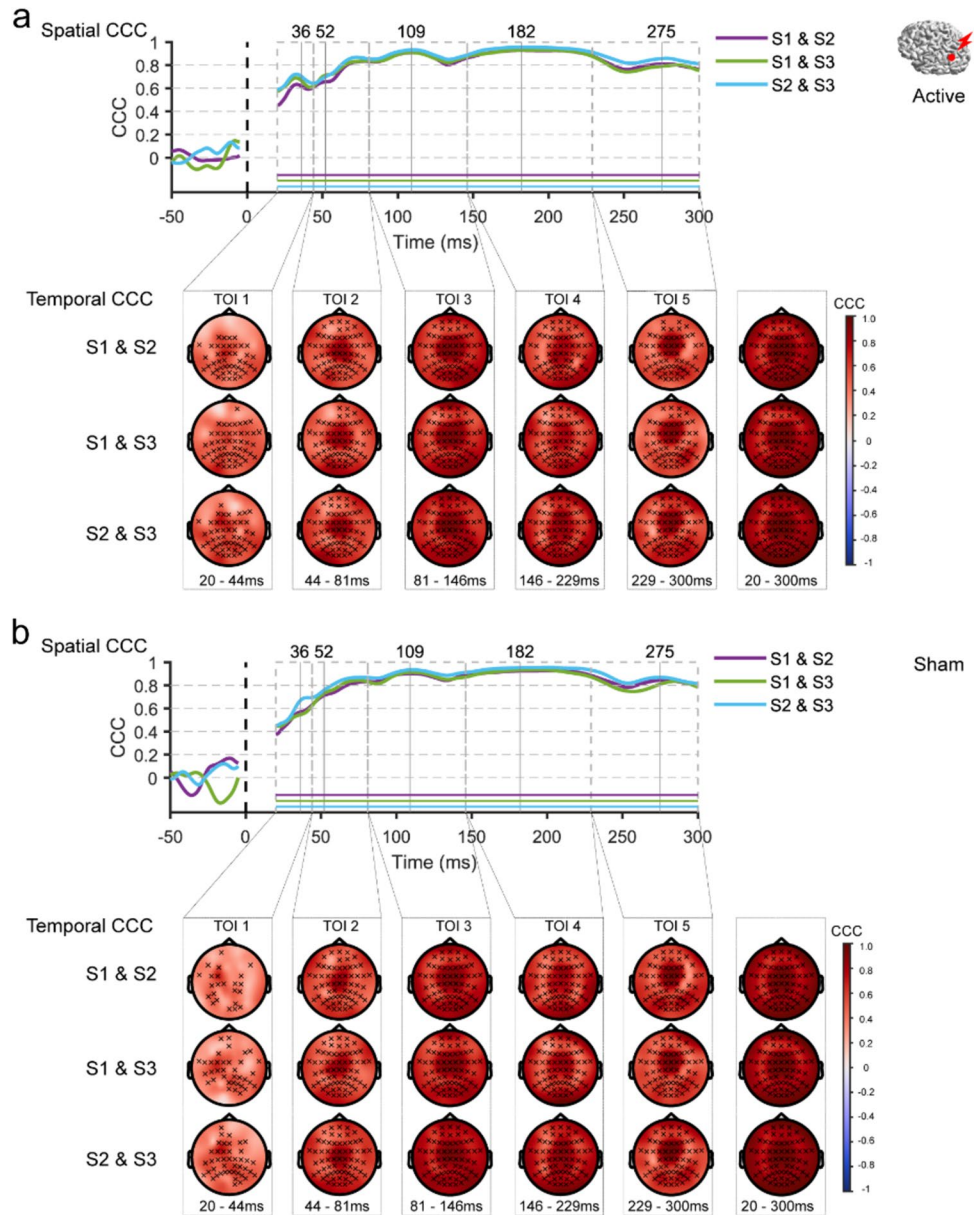 a
Spatial CCC
36 52 109 182 275
S1 & S2
S1 & S3
S2 & S3
Active
CCC
1
0.8
0.6
0.4
0.2
0
-50 0 50 100 150 200 250 300
Time (ms)
Temporal CCC
TOI 1 TOI 2 TOI 3 TOI 4 TOI 5
CCC
S1 & S2
S1 & S3
S2 & S3
1.0
0.8
0.6
0.4
0.2
0
-0.2
-0.4
-0.6
-0.8
-1
20 - 44ms 44 - 81ms 81 - 146ms 146 - 229ms 229 - 300ms 20 - 300ms
b
Spatial CCC
36 52 109 182 275
S1 & S2
S1 & S3
S2 & S3
Sham
CCC
1
0.8
0.6
0.4
0.2
0
-50 0 50 100 150 200 250 300
Time (ms)
Temporal CCC
TOI 1 TOI 2 TOI 3 TOI 4 TOI 5
CCC
S1 & S2
S1 & S3
S2 & S3
1.0
0.8
0.6
0.4
0.2
0
-0.2
-0.4
-0.6
-0.8
-1
20 - 44ms 44 - 81ms 81 - 146ms 146 - 229ms 229 - 300ms 20 - 300ms